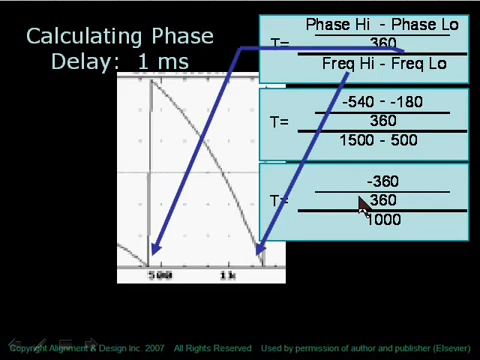 Calculating Phase
Delay: 1 ms
Phase Hi - Phase Lo
T=
360
Freq Hi - Freq Lo
-540 - -180
T=
360
1500 - 500
-360
T=
360
1000
500
1k
Copyright Alignment & Design Inc. 2007 All Rights Reserved Used by permission of author and publisher (Elsevier)